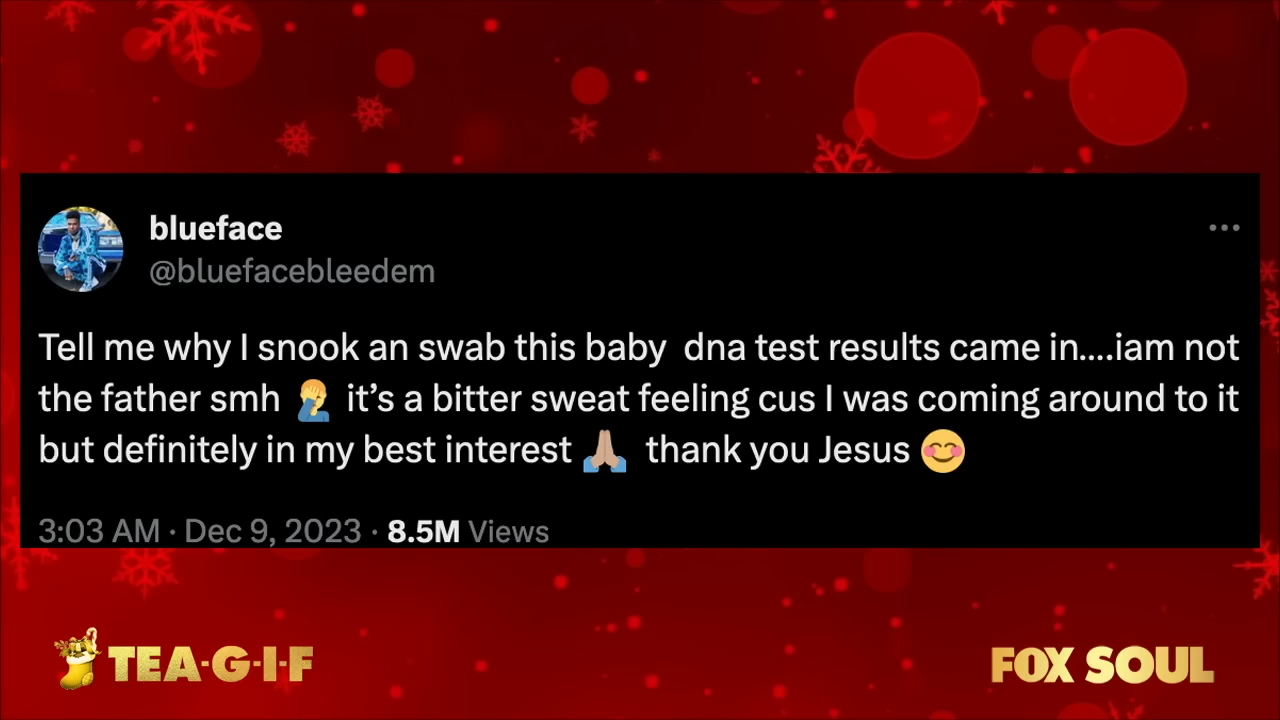 blueface
@bluefacebleedem
Tell me why I snook an swab this baby  dna test results came in....iam not
the father smh 🤦 it’s a bitter sweat feeling cus I was coming around to it
but definitely in my best interest 🙏🏼 thank you Jesus 😊
3:03 AM · Dec 9, 2023 · 8.5M Views
TEA-G-I-F
FOX SOUL